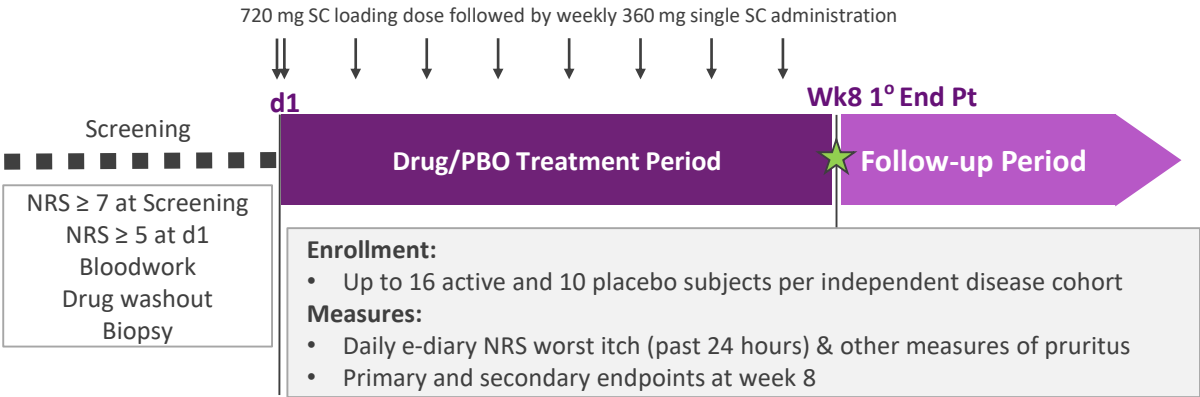 720 mg SC loading dose followed by weekly 360 mg single SC administration
d1
Wk8 1º End Pt
Screening
Drug/PBO Treatment Period
Follow-up Period
NRS ≥ 7 at Screening
NRS ≥ 5 at d1
Bloodwork
Drug washout
Biopsy
Enrollment:
• Up to 16 active and 10 placebo subjects per independent disease cohort
Measures:
• Daily e-diary NRS worst itch (past 24 hours) & other measures of pruritus
• Primary and secondary endpoints at week 8